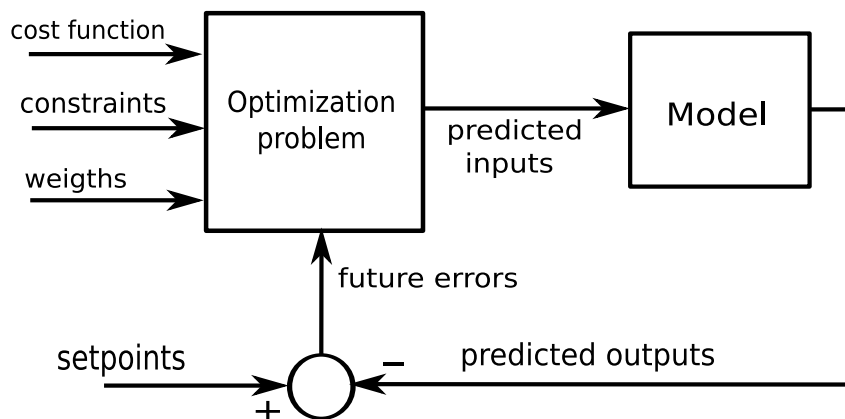 cost function
constraints
weigths
Optimization
problem
predicted
inputs
Model
future errors
setpoints
+
−
predicted outputs